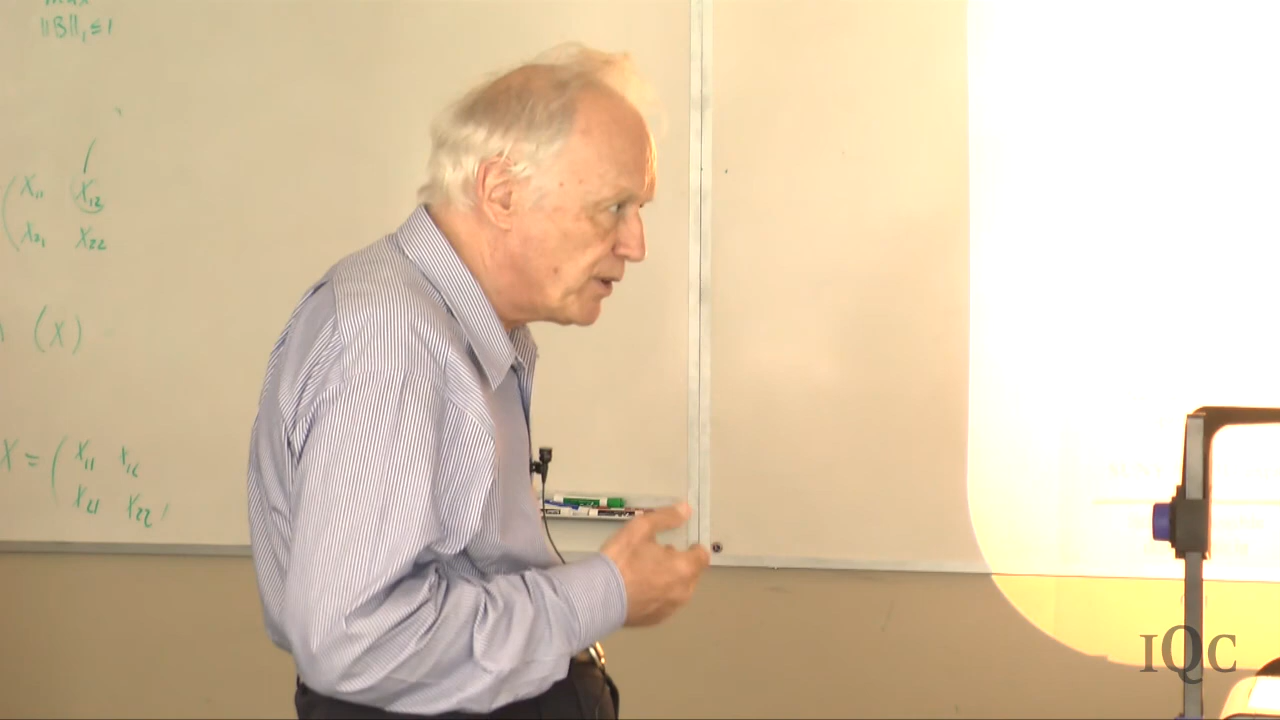 ‖B‖₁ ≤ 1
( X₁₁ X₁₂
X₂₁ X₂₂
(X)
X = ( X₁₁ X₁₂
X₂₁ X₂₂ )
IQC